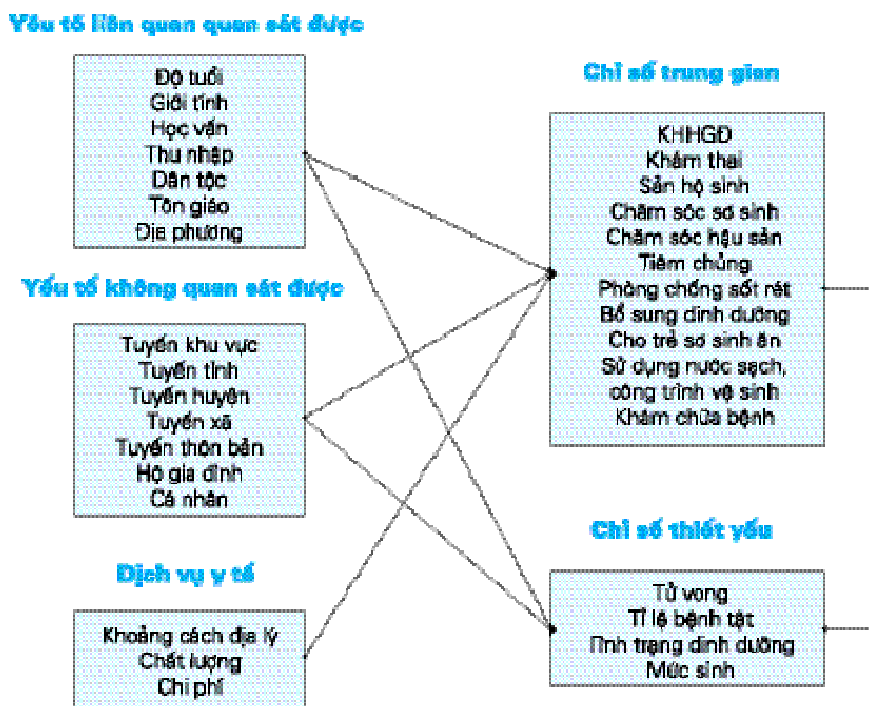 Yếu tố liên quan quan sát được
Độ tuổi
Giới tính
Học vấn
Thu nhập
Dân tộc
Tôn giáo
Địa phương
Yếu tố không quan sát được
Tuyến khu vực
Tuyến tỉnh
Tuyến huyện
Tuyến xã
Tuyến thôn bản
Hộ gia đình
Cá nhân
Dịch vụ y tế
Khoảng cách địa lý
Chất lượng
Chi phí
Chỉ số trung gian
KHHGĐ
Khám thai
Sản hộ sinh
Chăm sóc sơ sinh
Chăm sóc hậu sản
Tiêm chủng
Phòng chống sốt rét
Bổ sung dinh dưỡng
Cho trẻ sơ sinh ăn
Sử dụng nước sạch,
công trình vệ sinh
Khám chữa bệnh
Chỉ số thiết yếu
Tử vong
Tỉ lệ bệnh tật
Tình trạng dinh dưỡng
Mức sinh